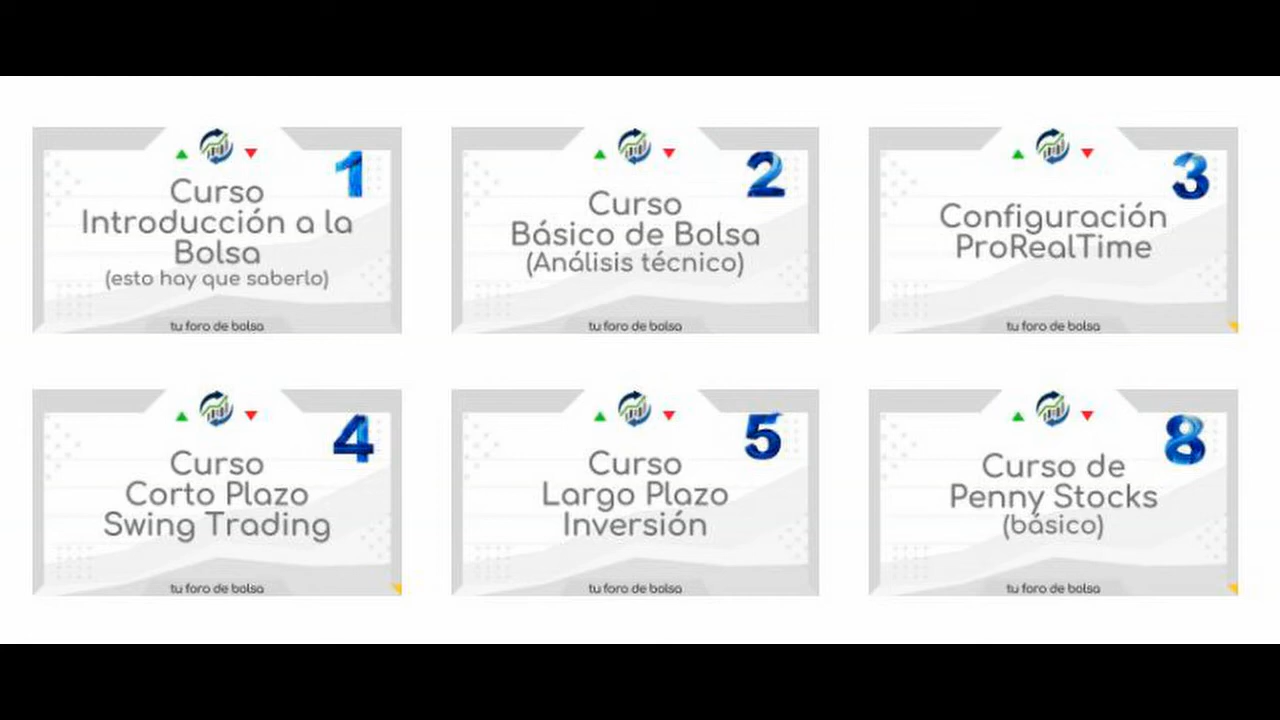 1
Curso
Introducción a la
Bolsa
(esto hay que saberlo)
tu foro de bolsa
2
Curso
Básico de Bolsa
(Análisis técnico)
tu foro de bolsa
3
Configuración
ProRealTime
tu foro de bolsa
4
Curso
Corto Plazo
Swing Trading
tu foro de bolsa
5
Curso
Largo Plazo
Inversión
tu foro de bolsa
8
Curso de
Penny Stocks
(básico)
tu foro de bolsa